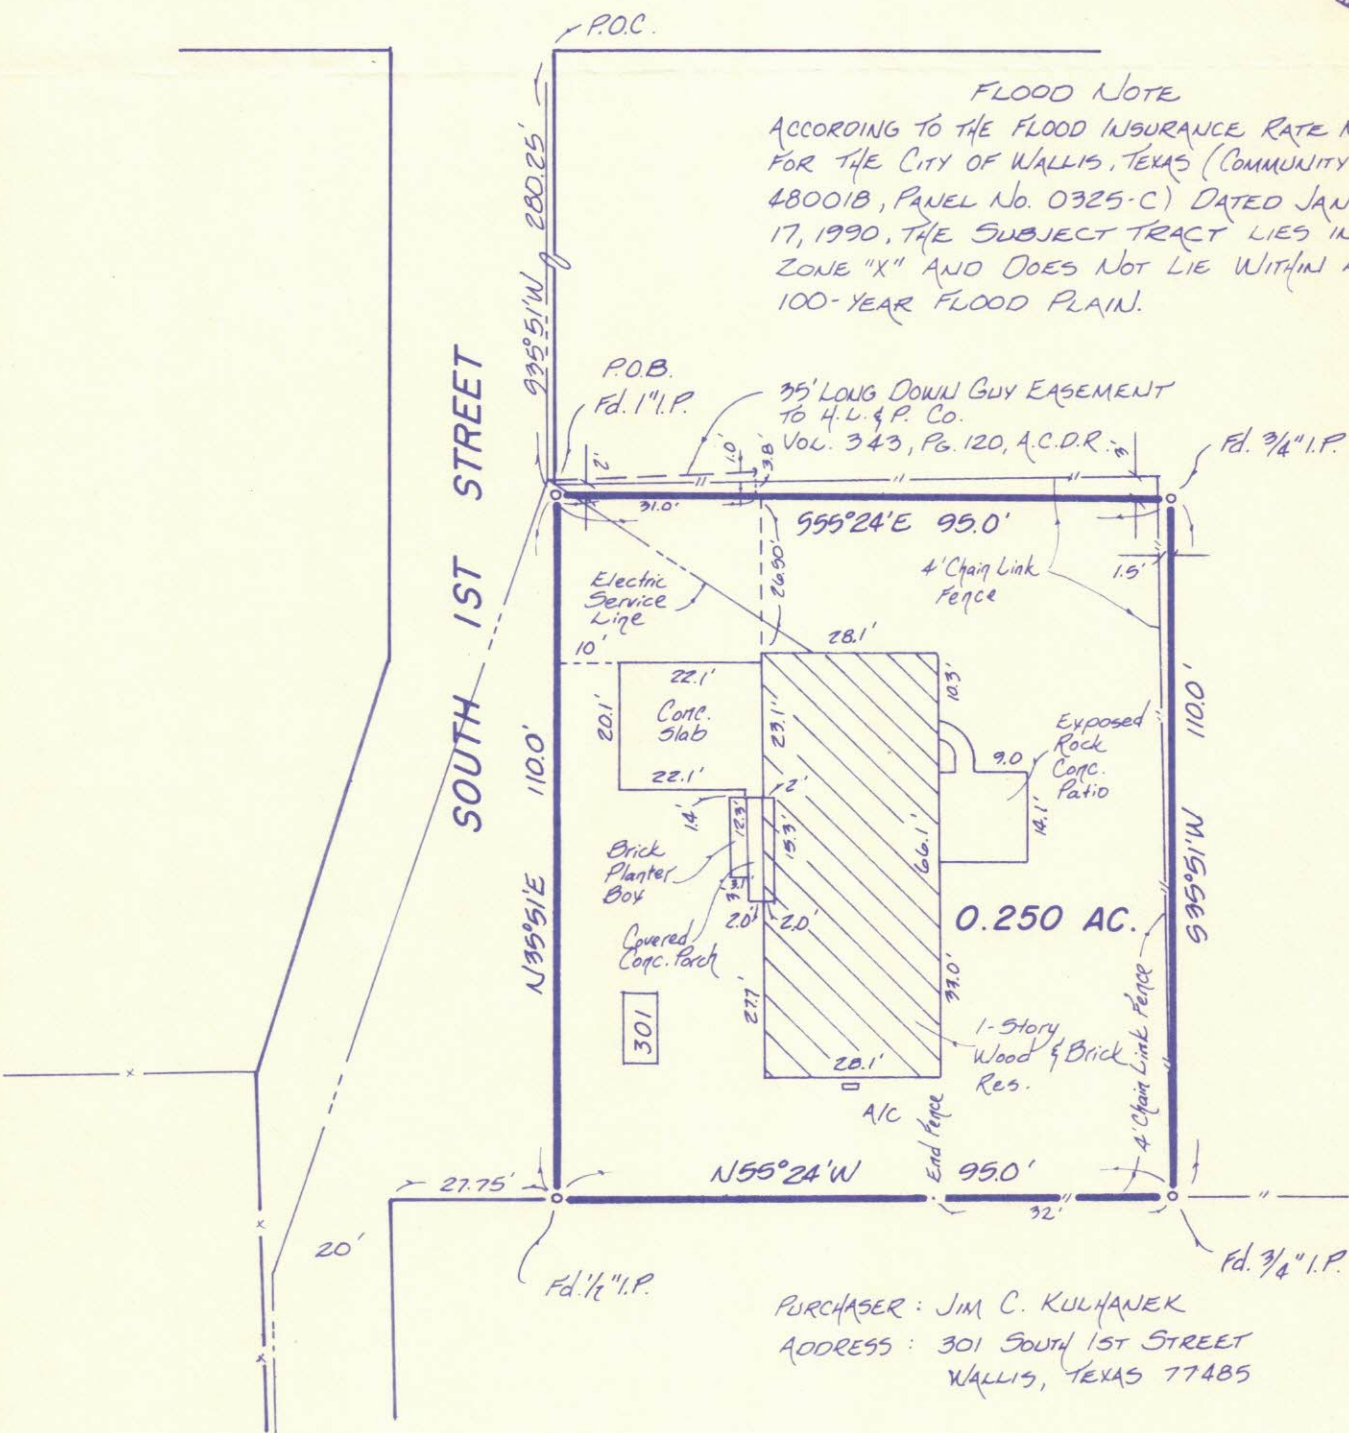 P.O.C.
S35°51'W 280.25'
FLOOD NOTE
ACCORDING TO THE FLOOD INSURANCE RATE
FOR THE CITY OF WALLIS, TEXAS (COMMUNITY
480018, PANEL No. 0325-C) DATED JAN
17, 1990, THE SUBJECT TRACT LIES IN
ZONE "X" AND DOES NOT LIE WITHIN
100-YEAR FLOOD PLAIN.
SOUTH 1ST STREET
P.O.B.
Fd. 1" I.P.
35' LONG DOWN GUY EASEMENT
TO H.L. & P. CO.
VOL. 343, PG. 120, A.C.D.R.
Fd. 3/4" I.P.
2'
1.0'
3.8'
3'
31.0'
S55°24'E 95.0'
26.50'
4' Chain Link
Fence
1.5'
Electric
Service
Line
10'
28.1'
22.1'
20.1'
Conc.
Slab
23.1'
10.3'
22.1'
Exposed
Rock
Conc.
Patio
9.0
14.1'
N35°51'E 110.0'
S35°51'W 110.0'
1.4'
12.3'
2'
15.3'
66.1'
Brick
Planter
Box
3.1'
2.0'
2.0'
Covered
Conc. Porch
0.250 AC.
27.7'
33.0'
301
1-Story
Wood & Brick
Res.
28.1'
A/C
End Fence
4' Chain Link Fence
27.75'
N55°24'W 95.0'
32'
20'
Fd. 1/2" I.P.
Fd. 3/4" I.P.
PURCHASER : JIM C. KULHANEK
ADDRESS : 301 SOUTH 1ST STREET
WALLIS, TEXAS 77485